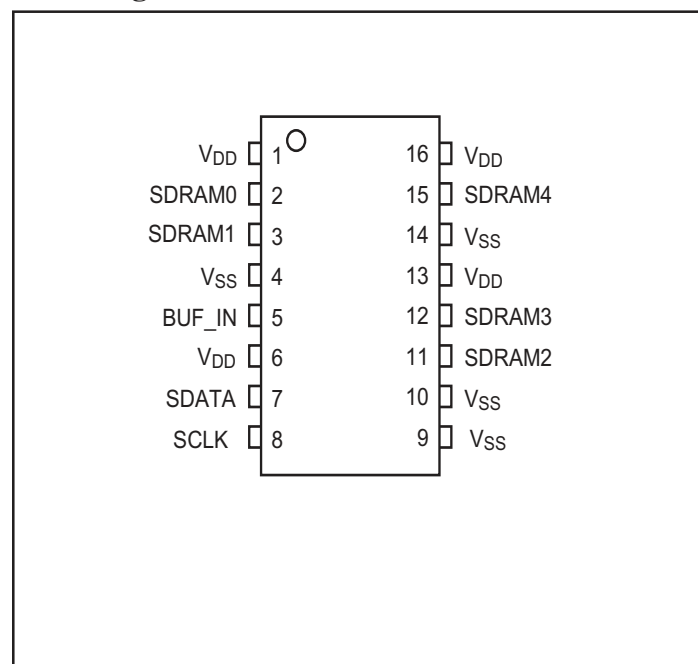 VDD 1 16 VDD
SDRAM0 2 15 SDRAM4
SDRAM1 3 14 VSS
VSS 4 13 VDD
BUF_IN 5 12 SDRAM3
VDD 6 11 SDRAM2
SDATA 7 10 VSS
SCLK 8 9 VSS